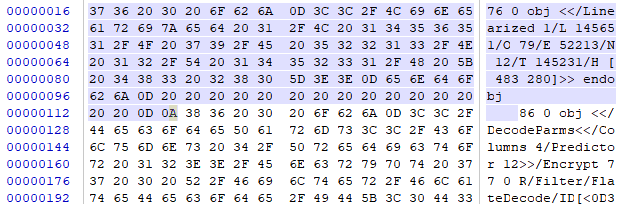 00000016 37 36 20 30 20 6F 62 6A 0D 3C 3C 2F 4C 69 6E 65 76 0 obj <</Line
00000032 61 72 69 7A 65 64 20 31 2F 4C 20 31 34 35 36 35 arized 1/L 14565
00000048 31 2F 4F 20 37 39 2F 45 20 35 32 32 31 33 2F 4E 1/O 79/E 52213/N
00000064 20 31 32 2F 54 20 31 34 35 32 33 31 2F 48 20 5B 12/T 145231/H [
00000080 20 34 38 33 20 32 38 30 5D 3E 3E 0D 65 6E 64 6F 483 280]>> endo
00000096 62 6A 0D 20 20 20 20 20 20 20 20 20 20 20 20 20 bj
00000112 20 20 0D 0A 38 36 20 30 20 6F 62 6A 0D 3C 3C 2F 86 0 obj <</
00000128 44 65 63 6F 64 65 50 61 72 6D 73 3C 3C 2F 43 6F DecodeParms<</Co
00000144 6C 75 6D 6E 73 20 34 2F 50 72 65 64 69 63 74 6F lumns 4/Predicto
00000160 72 20 31 32 3E 3E 2F 45 6E 63 72 79 70 74 20 37 r 12>>/Encrypt 7
00000176 37 20 30 20 52 2F 46 69 6C 74 65 72 2F 46 6C 61 7 0 R/Filter/Fla
00000192 74 65 44 65 63 6F 64 65 2F 49 44 5B 3C 30 44 33 teDecode/ID[<0D3